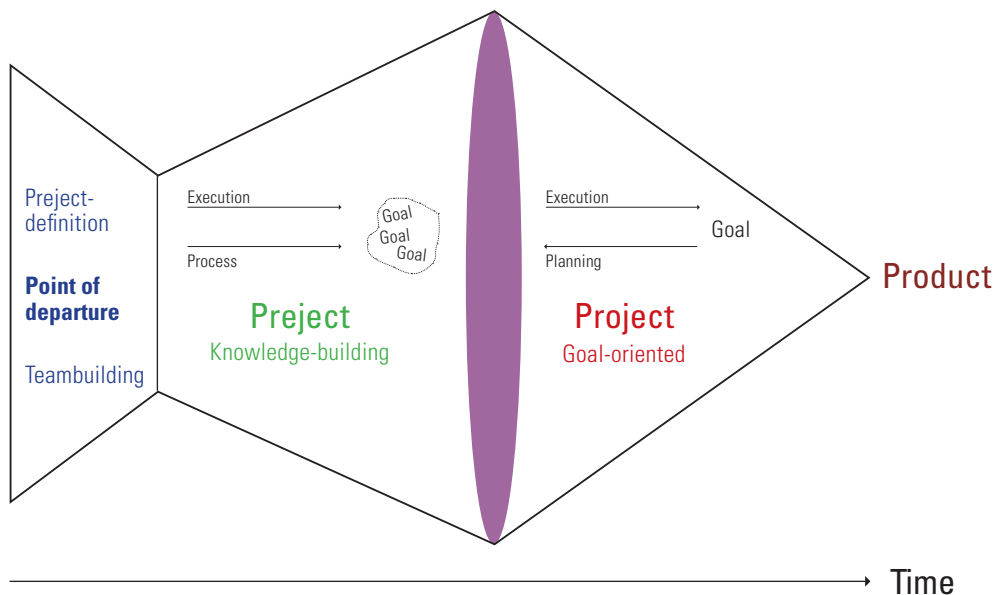 Preject-
definition
Point of
departure
Teambuilding
Execution
Process
Goal
Goal
Goal
Preject
Knowledge-building
Execution
Goal
Planning
Project
Goal-oriented
Product
Time